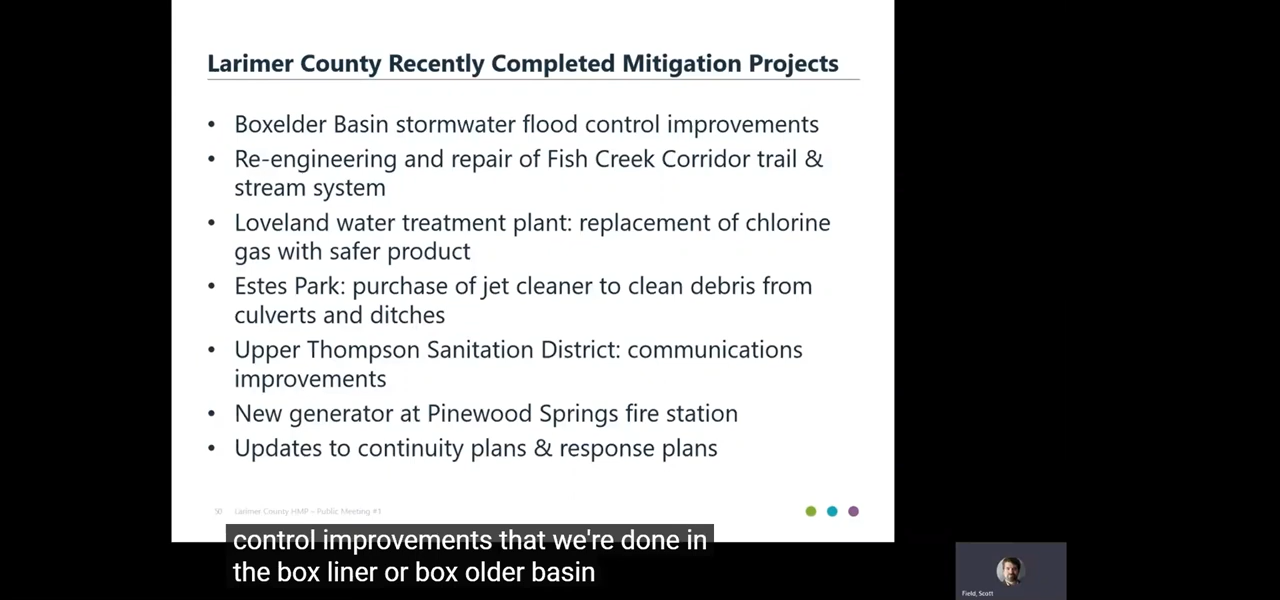 Larimer County Recently Completed Mitigation Projects
• Boxelder Basin stormwater flood control improvements
• Re-engineering and repair of Fish Creek Corridor trail &
stream system
• Loveland water treatment plant: replacement of chlorine
gas with safer product
• Estes Park: purchase of jet cleaner to clean debris from
culverts and ditches
• Upper Thompson Sanitation District: communications
improvements
• New generator at Pinewood Springs fire station
• Updates to continuity plans & response plans
50 Larimer County HMP – Public Meeting #1
control improvements that we're done in
the box liner or box older basin
Field, Scott